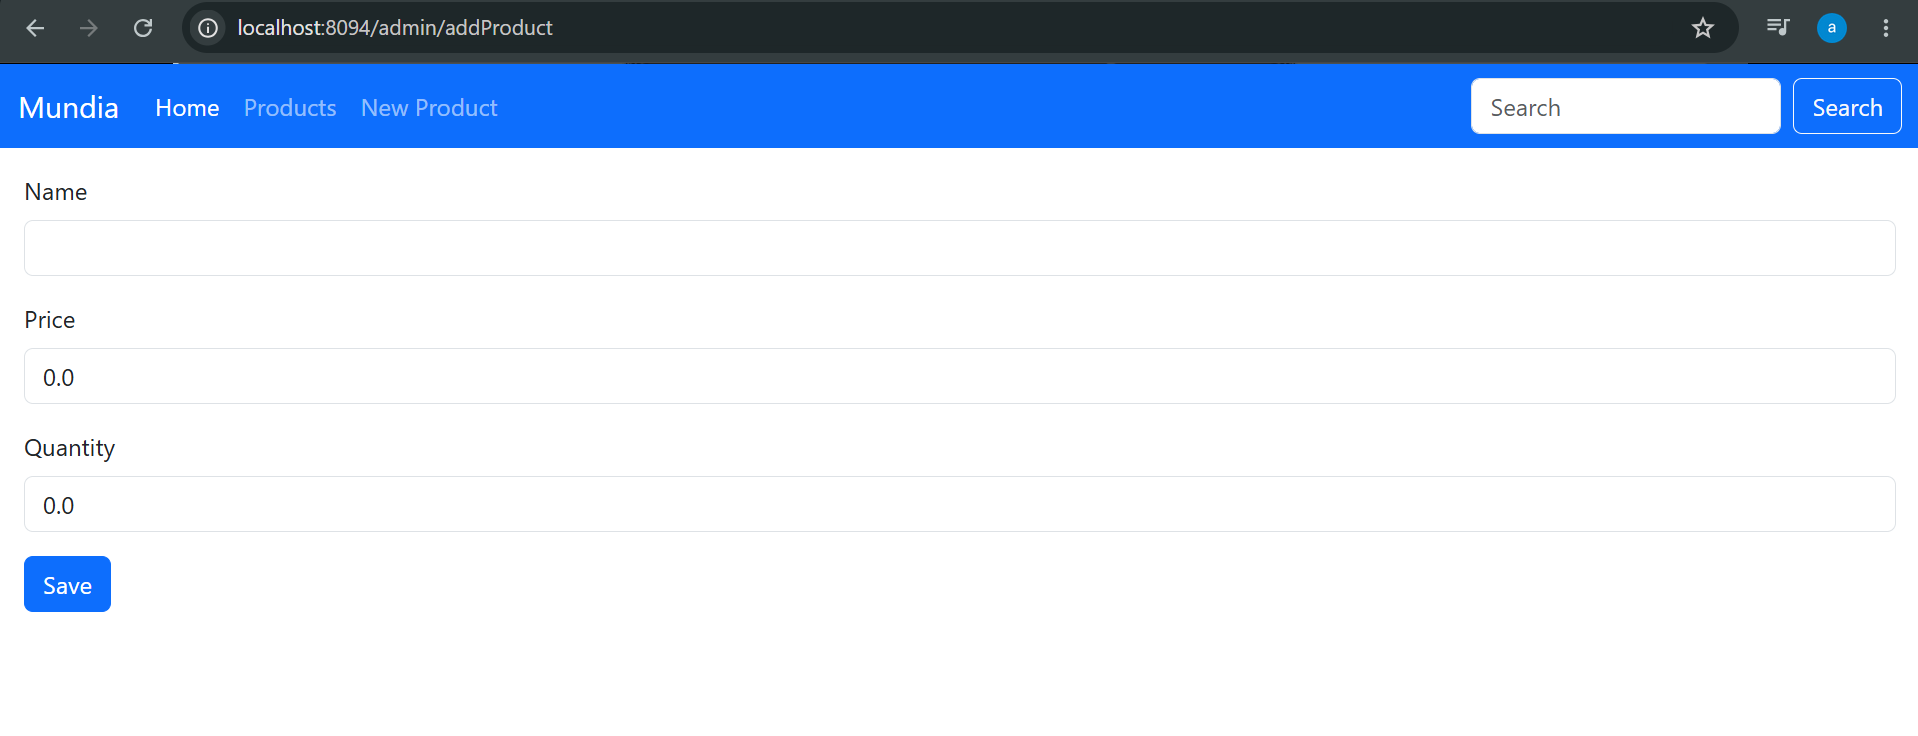 localhost:8094/admin/addProduct
a
Mundia Home Products New Product Search Search
Name
Price
0.0
Quantity
0.0
Save